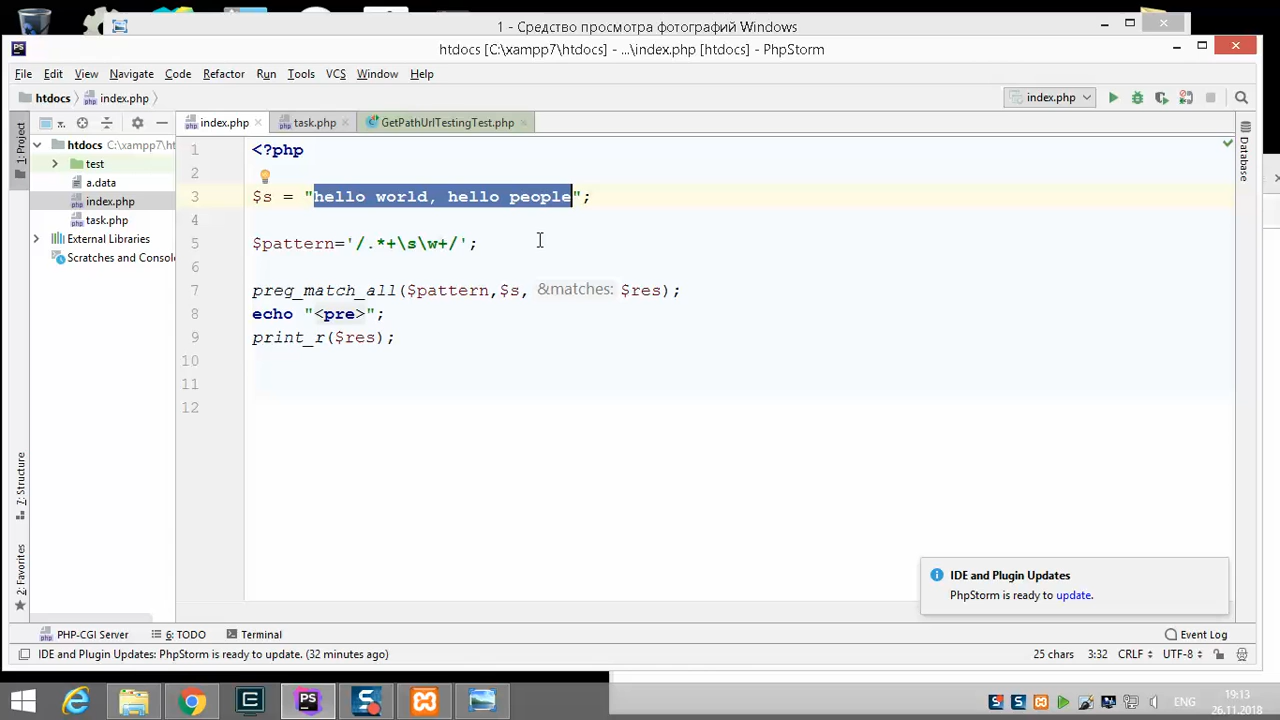 1 - Средство просмотра фотографий Windows
htdocs [C:\xampp7\htdocs] - ...\index.php [htdocs] - PhpStorm
File Edit View Navigate Code Refactor Run Tools VCS Window Help
htdocs index.php index.php
index.php task.php GetPathUrlTestingTest.php
1: Project
htdocs C:\xampp7\ht
test
a.data
index.php
task.php
External Libraries
Scratches and Consol
1 <?php
2
3 $s = "hello world, hello people";
4
5 $pattern='/.*+\s\w+/';
6
7 preg_match_all($pattern,$s, &matches: $res);
8 echo "<pre>";
9 print_r($res);
10
11
12
Database
7: Structure
2: Favorites
IDE and Plugin Updates
PhpStorm is ready to update.
PHP-CGI Server 6: TODO Terminal Event Log
IDE and Plugin Updates: PhpStorm is ready to update. (32 minutes ago) 25 chars 3:32 CRLF UTF-8
ENG 19:13
26.11.2018